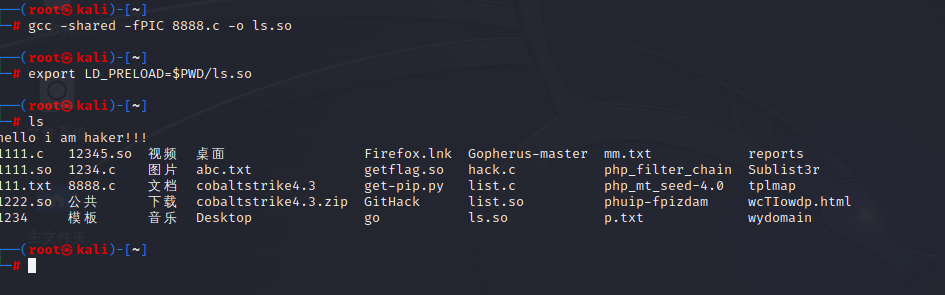 (root㉿kali)-[~]
# gcc -shared -fPIC 8888.c -o ls.so
(root㉿kali)-[~]
# export LD_PRELOAD=$PWD/ls.so
(root㉿kali)-[~]
# ls
hello i am haker!!!
1111.c 12345.so 视频 桌面 Firefox.lnk Gopherus-master mm.txt reports
1111.so 1234.c 图片 abc.txt getflag.so hack.c php_filter_chain Sublist3r
111.txt 8888.c 文档 cobaltstrike4.3 get-pip.py list.c php_mt_seed-4.0 tplmap
1222.so 公共 下载 cobaltstrike4.3.zip GitHack list.so phuip-fpizdam wcTIowdp.html
1234 模板 音乐 Desktop go ls.so p.txt wydomain
主文件夹
(root㉿kali)-[~]
#